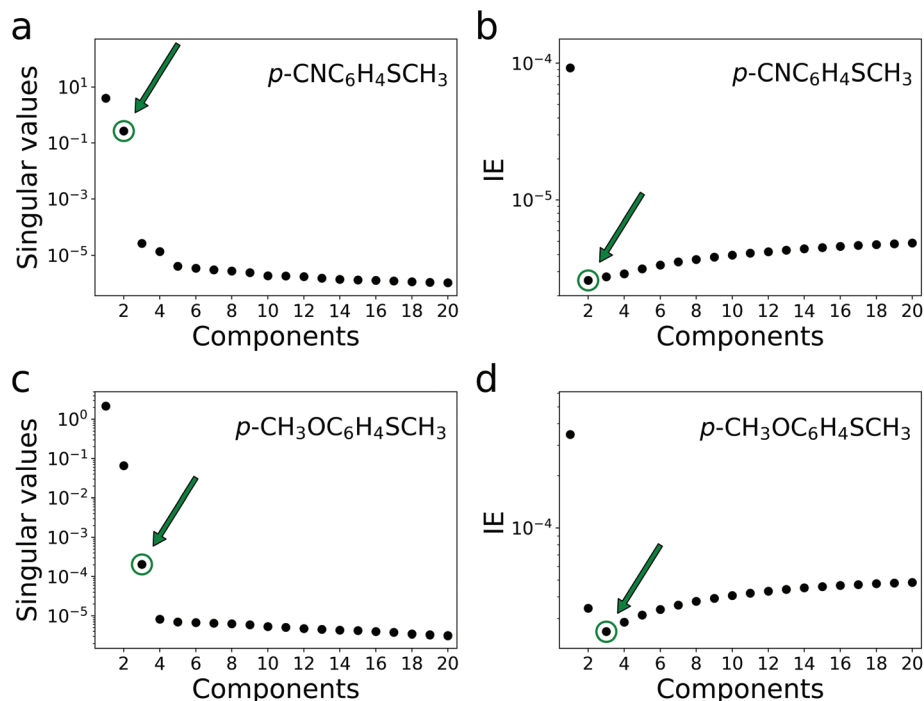 a
p-CNC₆H₄SCH₃
Singular values
10¹
10⁻¹
10⁻³
10⁻⁵
2 4 6 8 10 12 14 16 18 20
Components
b
p-CNC₆H₄SCH₃
IE
10⁻⁴
10⁻⁵
2 4 6 8 10 12 14 16 18 20
Components
c
p-CH₃OC₆H₄SCH₃
Singular values
10⁰
10⁻¹
10⁻²
10⁻³
10⁻⁴
10⁻⁵
2 4 6 8 10 12 14 16 18 20
Components
d
p-CH₃OC₆H₄SCH₃
IE
10⁻⁴
2 4 6 8 10 12 14 16 18 20
Components